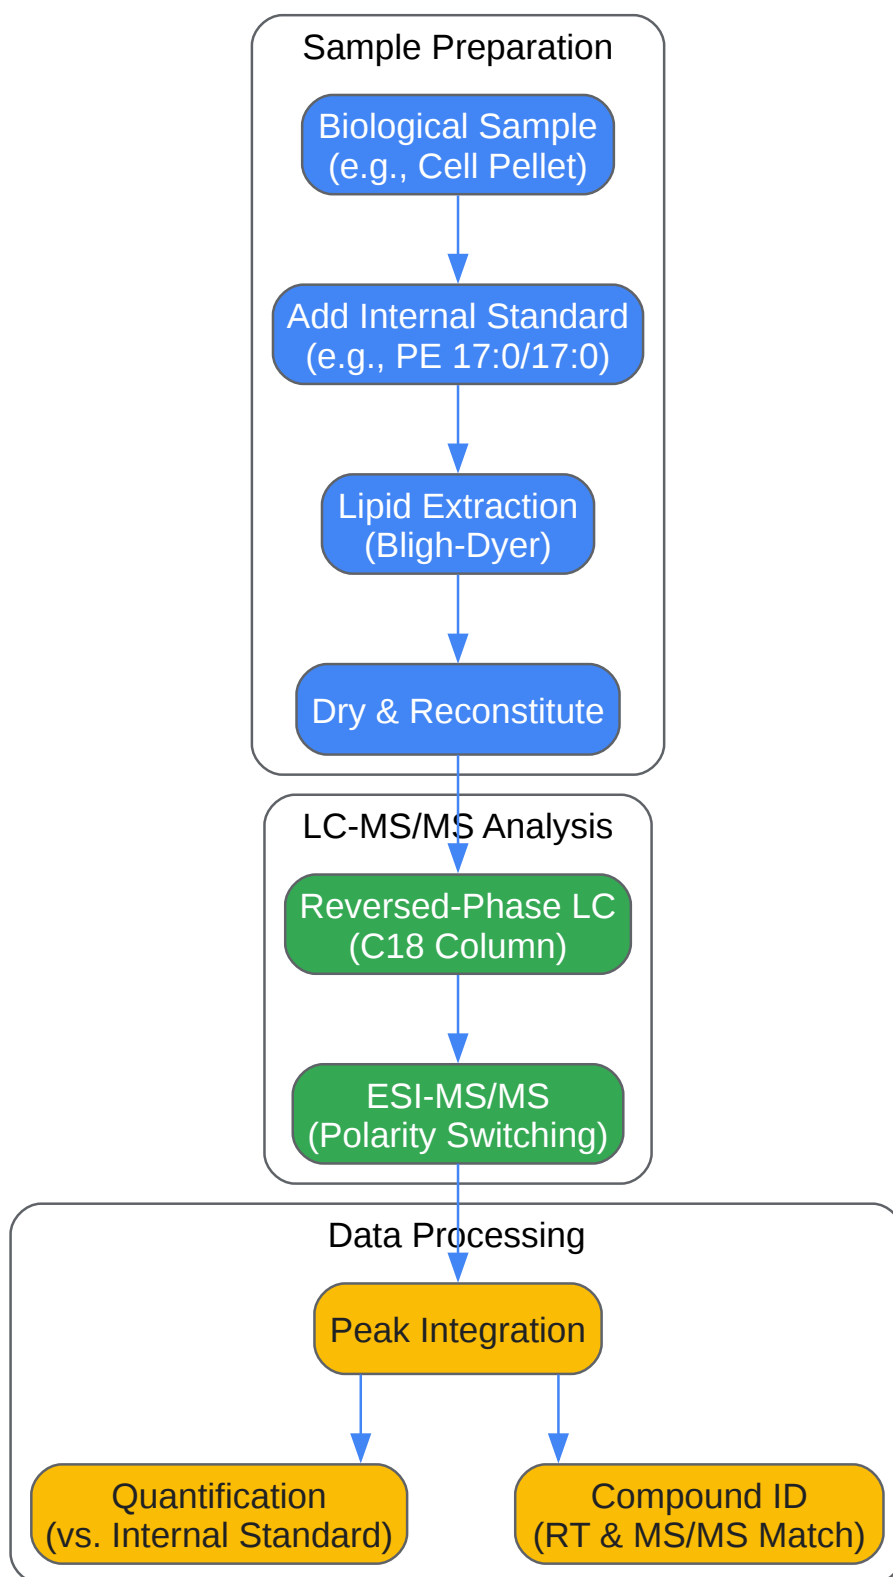 Sample Preparation
Biological Sample
(e.g., Cell Pellet)
Add Internal Standard
(e.g., PE 17:0/17:0)
Lipid Extraction
(Bligh-Dyer)
Dry & Reconstitute
LC-MS/MS Analysis
Reversed-Phase LC
(C18 Column)
ESI-MS/MS
(Polarity Switching)
Data Processing
Peak Integration
Quantification
(vs. Internal Standard)
Compound ID
(RT & MS/MS Match)